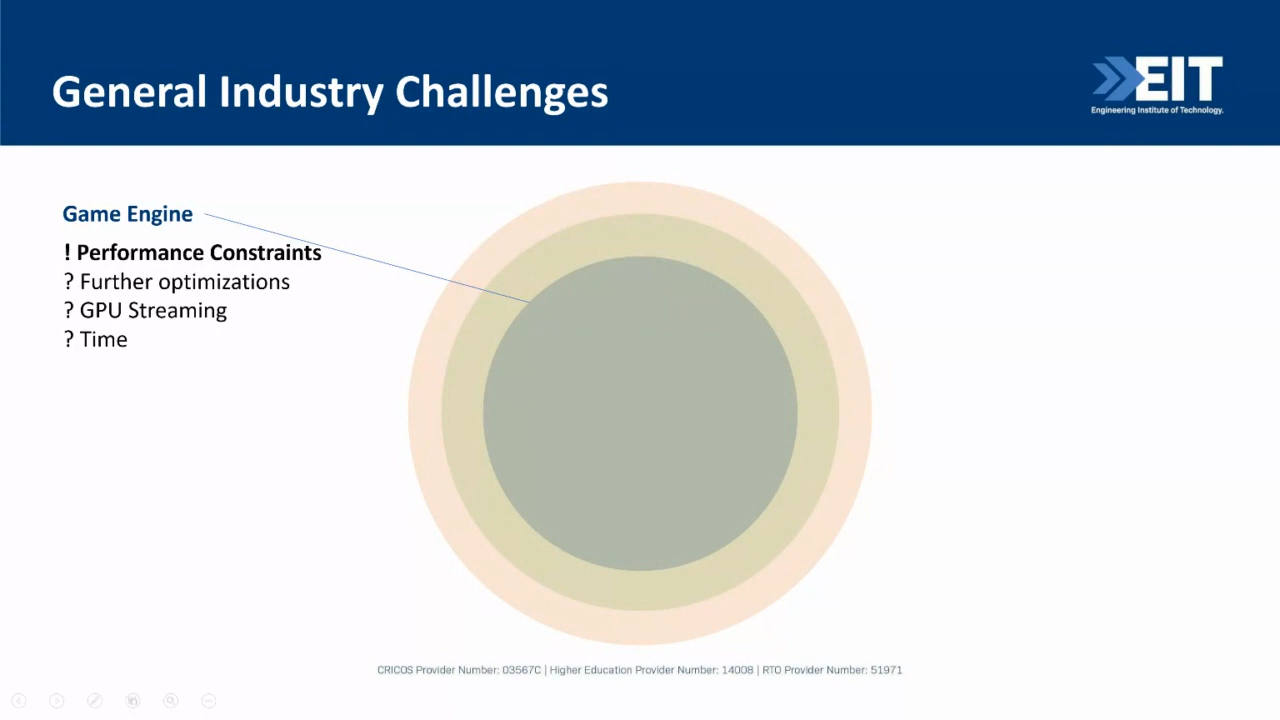 General Industry Challenges
EIT
Engineering Institute of Technology.
Game Engine
! Performance Constraints
? Further optimizations
? GPU Streaming
? Time
CRICOS Provider Number: 03567C | Higher Education Provider Number: 14008 | RTO Provider Number: 51971